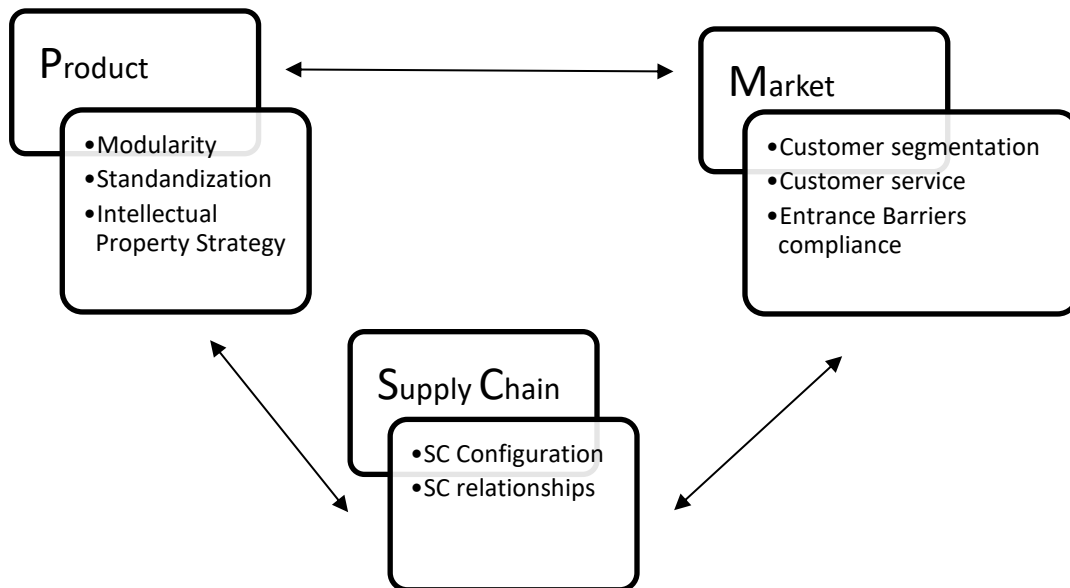 Product
•Modularity
•Standandization
•Intellectual
Property Strategy
Market
•Customer segmentation
•Customer service
•Entrance Barriers
compliance
Supply Chain
•SC Configuration
•SC relationships